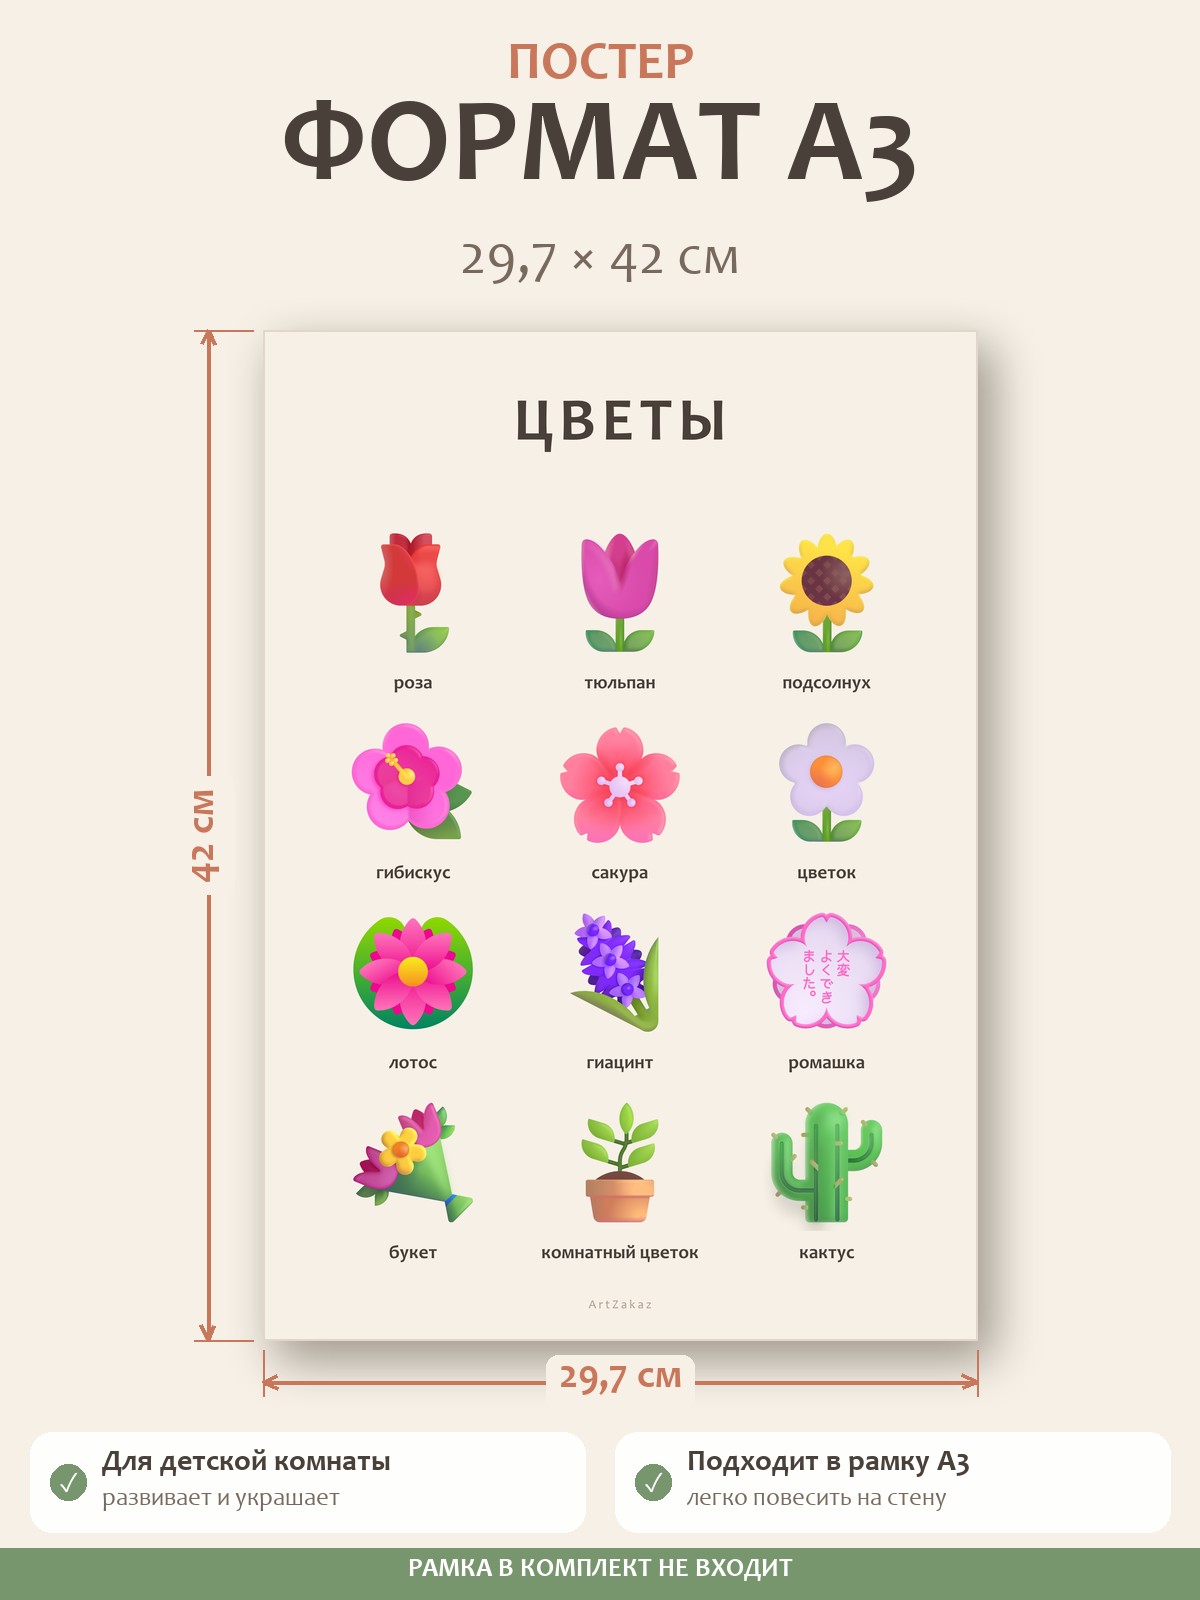 ПОСТЕР
ФОРМАТ А3
29,7 × 42 см
ЦВЕТЫ
роза
тюльпан
подсолнух
гибискус
сакура
цветок
42 см
лотос
гиацинт
大変
よくでき
ました。
ромашка
букет
комнатный цветок
кактус
ArtZakaz
29,7 см
Для детской комнаты
развивает и украшает
Подходит в рамку А3
легко повесить на стену
РАМКА В КОМПЛЕКТ НЕ ВХОДИТ